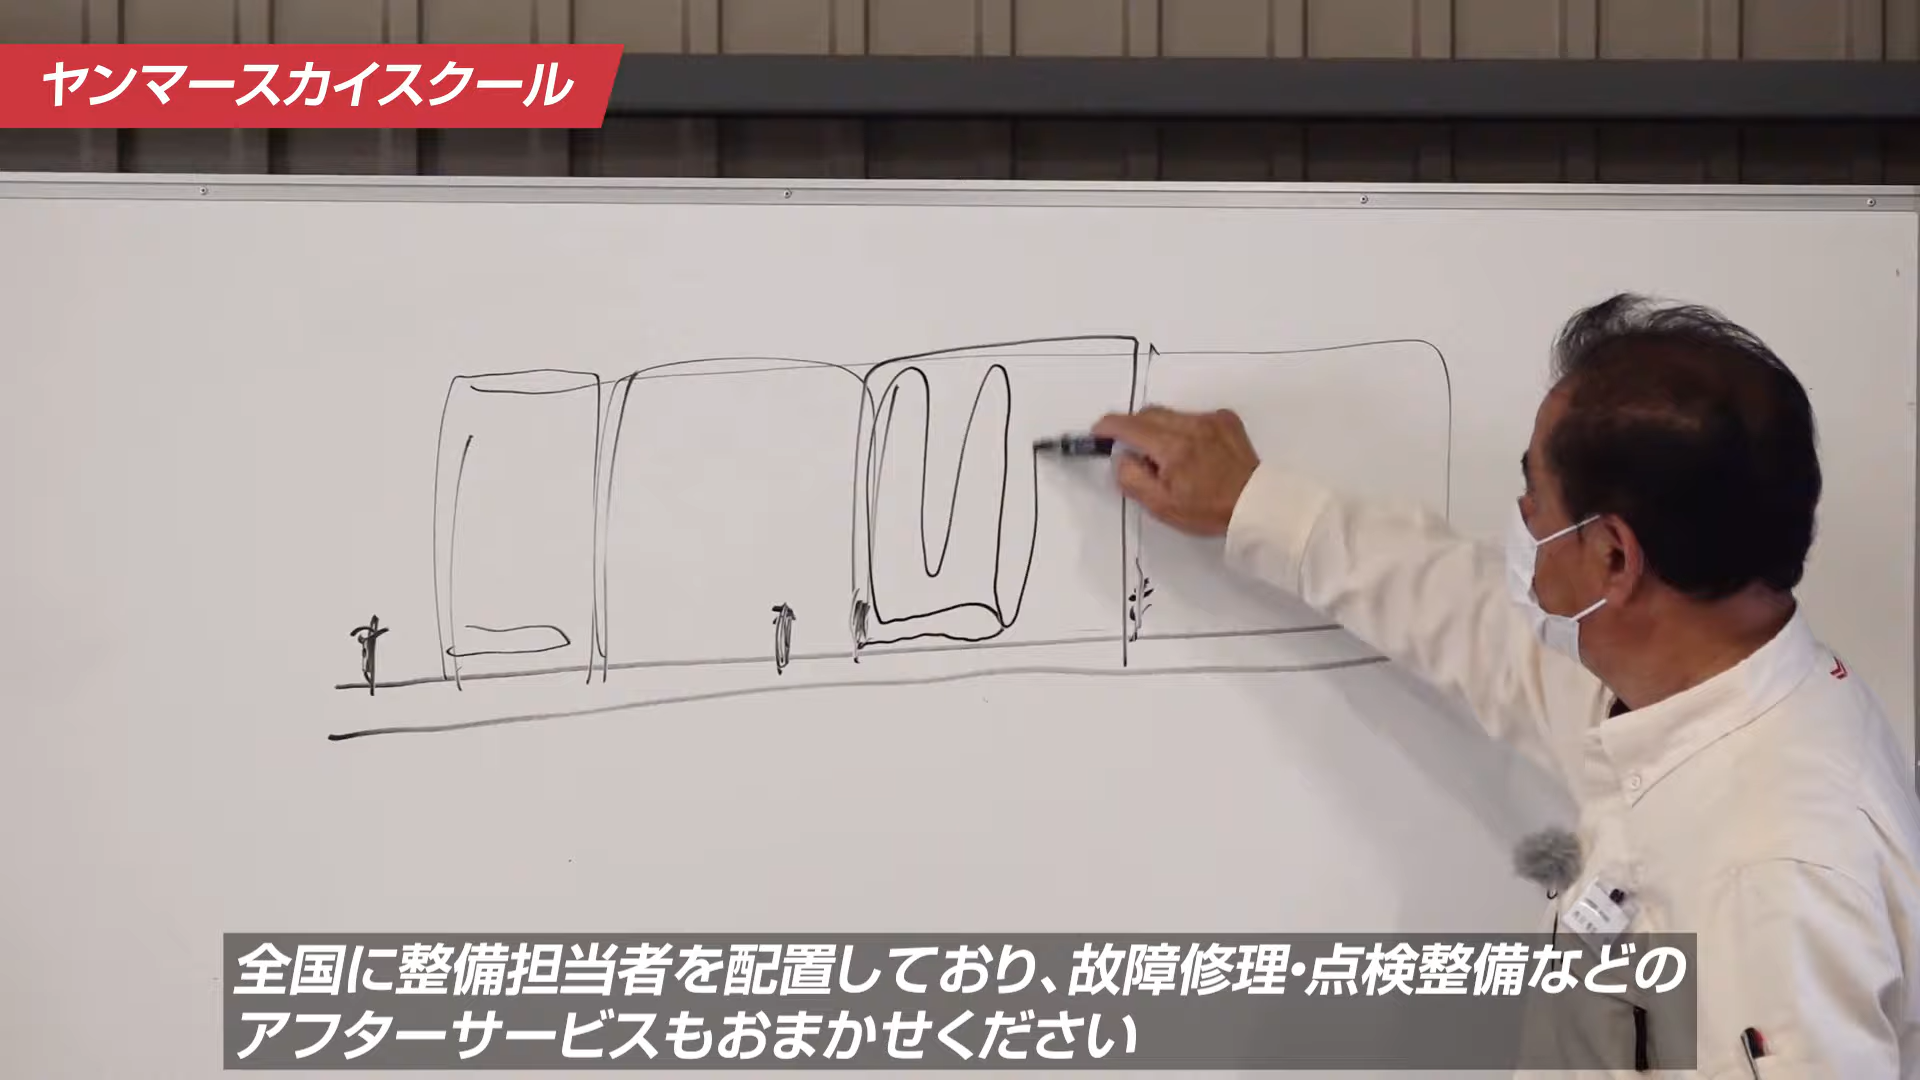 ヤンマースカイスクール
全国に整備担当者を配置しており、故障修理・点検整備などの
アフターサービスもおまかせください